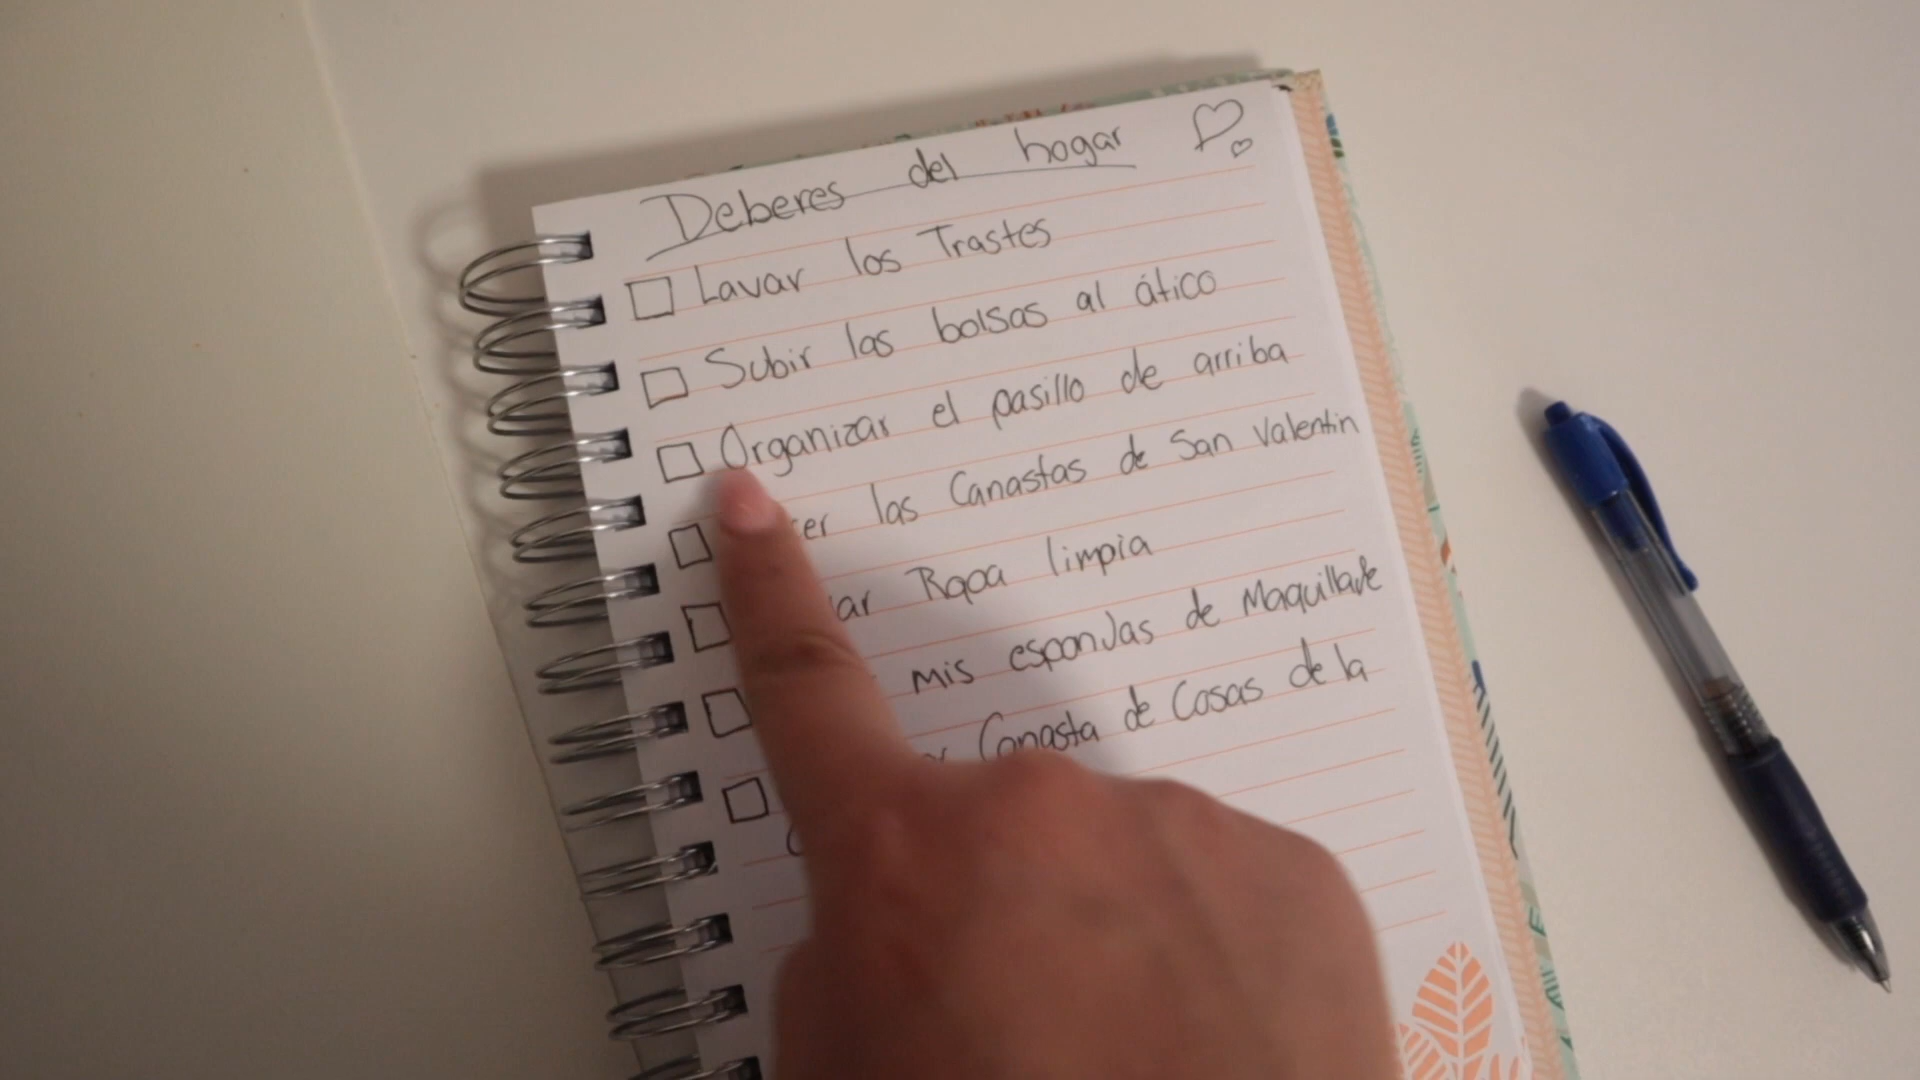 Deberes del hogar
Lavar los Trastes
Subir las bolsas al ático
Organizar el pasillo de arriba
las Canastas de San Valentin
Ropa limpia
mis esponJas de MaquillaJe
Canasta de Cosas de la